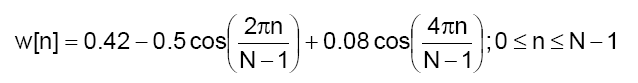 w[n] = 0.42 – 0.5 cos(2πn / N – 1) + 0.08 cos(4πn / N – 1); 0 ≤ n ≤ N – 1